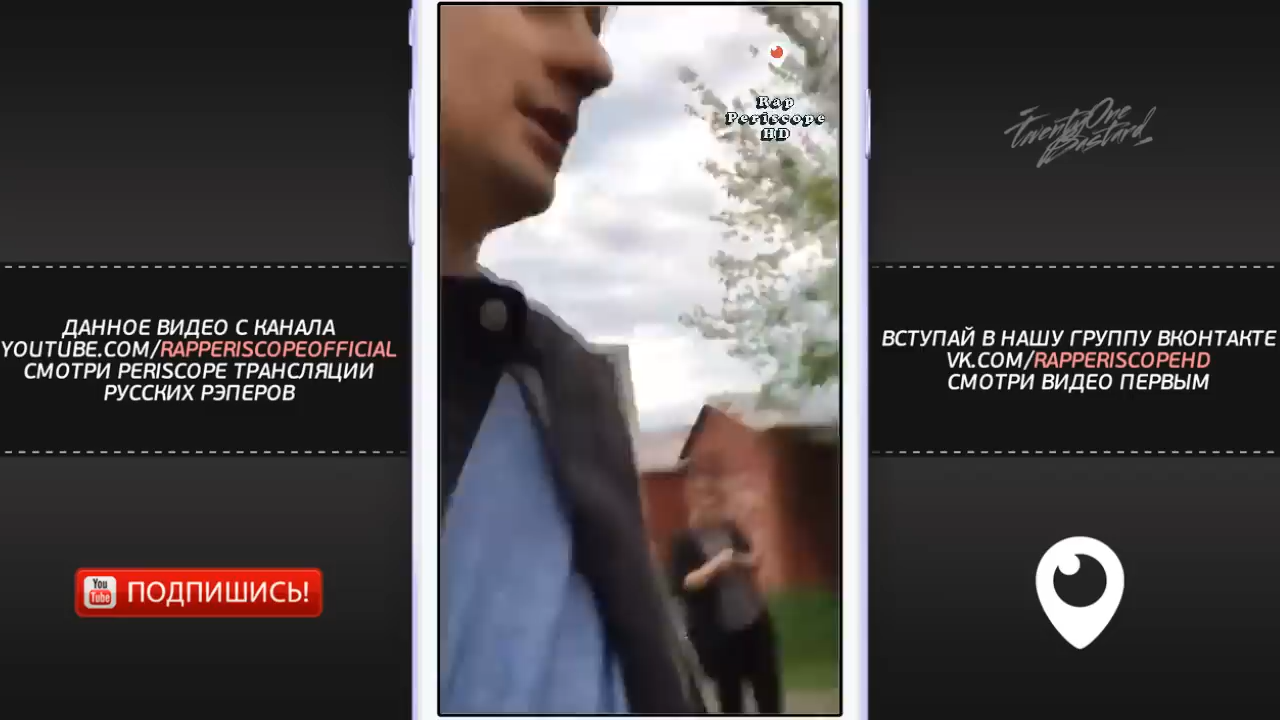 Rap
Periscope
HD
TwentyOne
Bastard
ДАННОЕ ВИДЕО С КАНАЛА
YOUTUBE.COM/RAPPERISCOPEOFFICIAL
СМОТРИ PERISCOPE ТРАНСЛЯЦИИ
РУССКИХ РЭПЕРОВ
ВСТУПАЙ В НАШУ ГРУППУ ВКОНТАКТЕ
VK.COM/RAPPERISCOPEHD
СМОТРИ ВИДЕО ПЕРВЫМ
You
Tube
ПОДПИШИСЬ!